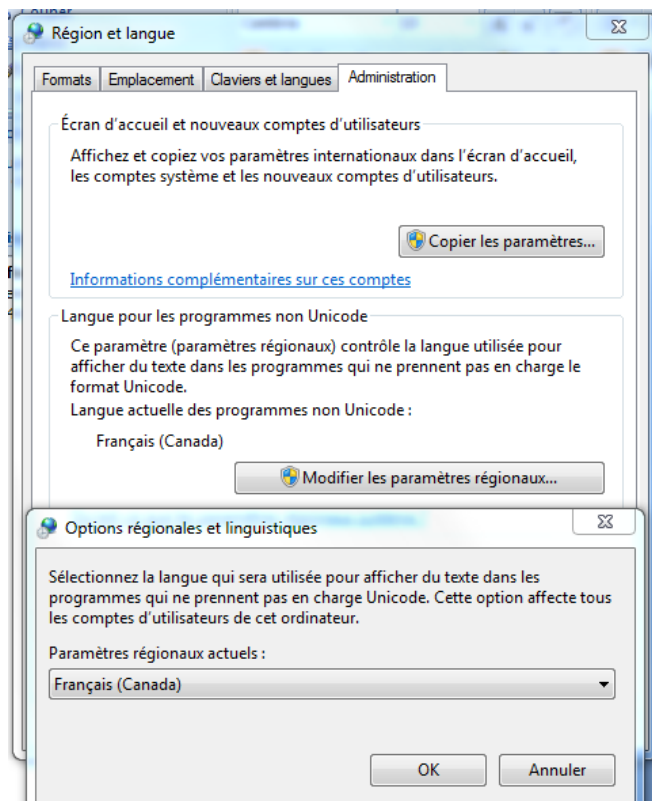 Région et langue
Formats Emplacement Claviers et langues Administration
Écran d'accueil et nouveaux comptes d'utilisateurs
Affichez et copiez vos paramètres internationaux dans l'écran d'accueil,
les comptes système et les nouveaux comptes d'utilisateurs.
Copier les paramètres...
Informations complémentaires sur ces comptes
Langue pour les programmes non Unicode
Ce paramètre (paramètres régionaux) contrôle la langue utilisée pour
afficher du texte dans les programmes qui ne prennent pas en charge le
format Unicode.
Langue actuelle des programmes non Unicode :
Français (Canada)
Modifier les paramètres régionaux...
Options régionales et linguistiques
Sélectionnez la langue qui sera utilisée pour afficher du texte dans les
programmes qui ne prennent pas en charge Unicode. Cette option affecte tous
les comptes d'utilisateurs de cet ordinateur.
Paramètres régionaux actuels :
Français (Canada)
OK Annuler